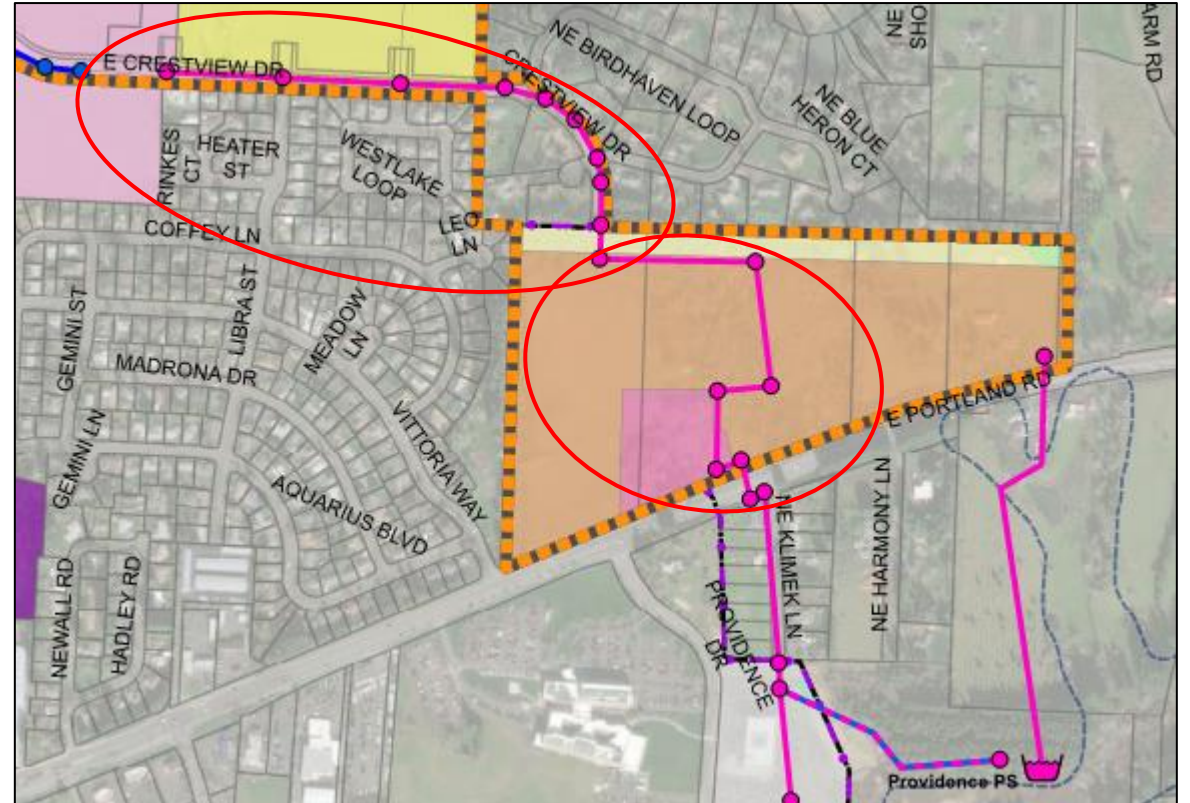 NE
SHO
ARM RD
NE BIRDHAVEN LOOP
E CRESTVIEW DR
CRESTVIEW DR
NE BLUE
HERON CT
RINKES
CT
HEATER
ST
WESTLAKE
LOOP
COFFEY LN
LEO
LN
GEMINI ST
LIBRA ST
MEADOW
LN
MADRONA DR
E PORTLAND RD
GEMINI LN
VITTORIA WAY
AQUARIUS BLVD
NE KLIMEK LN
NE HARMONY LN
NEWALL RD
HADLEY RD
PROVIDENCE
DR
Providence PS